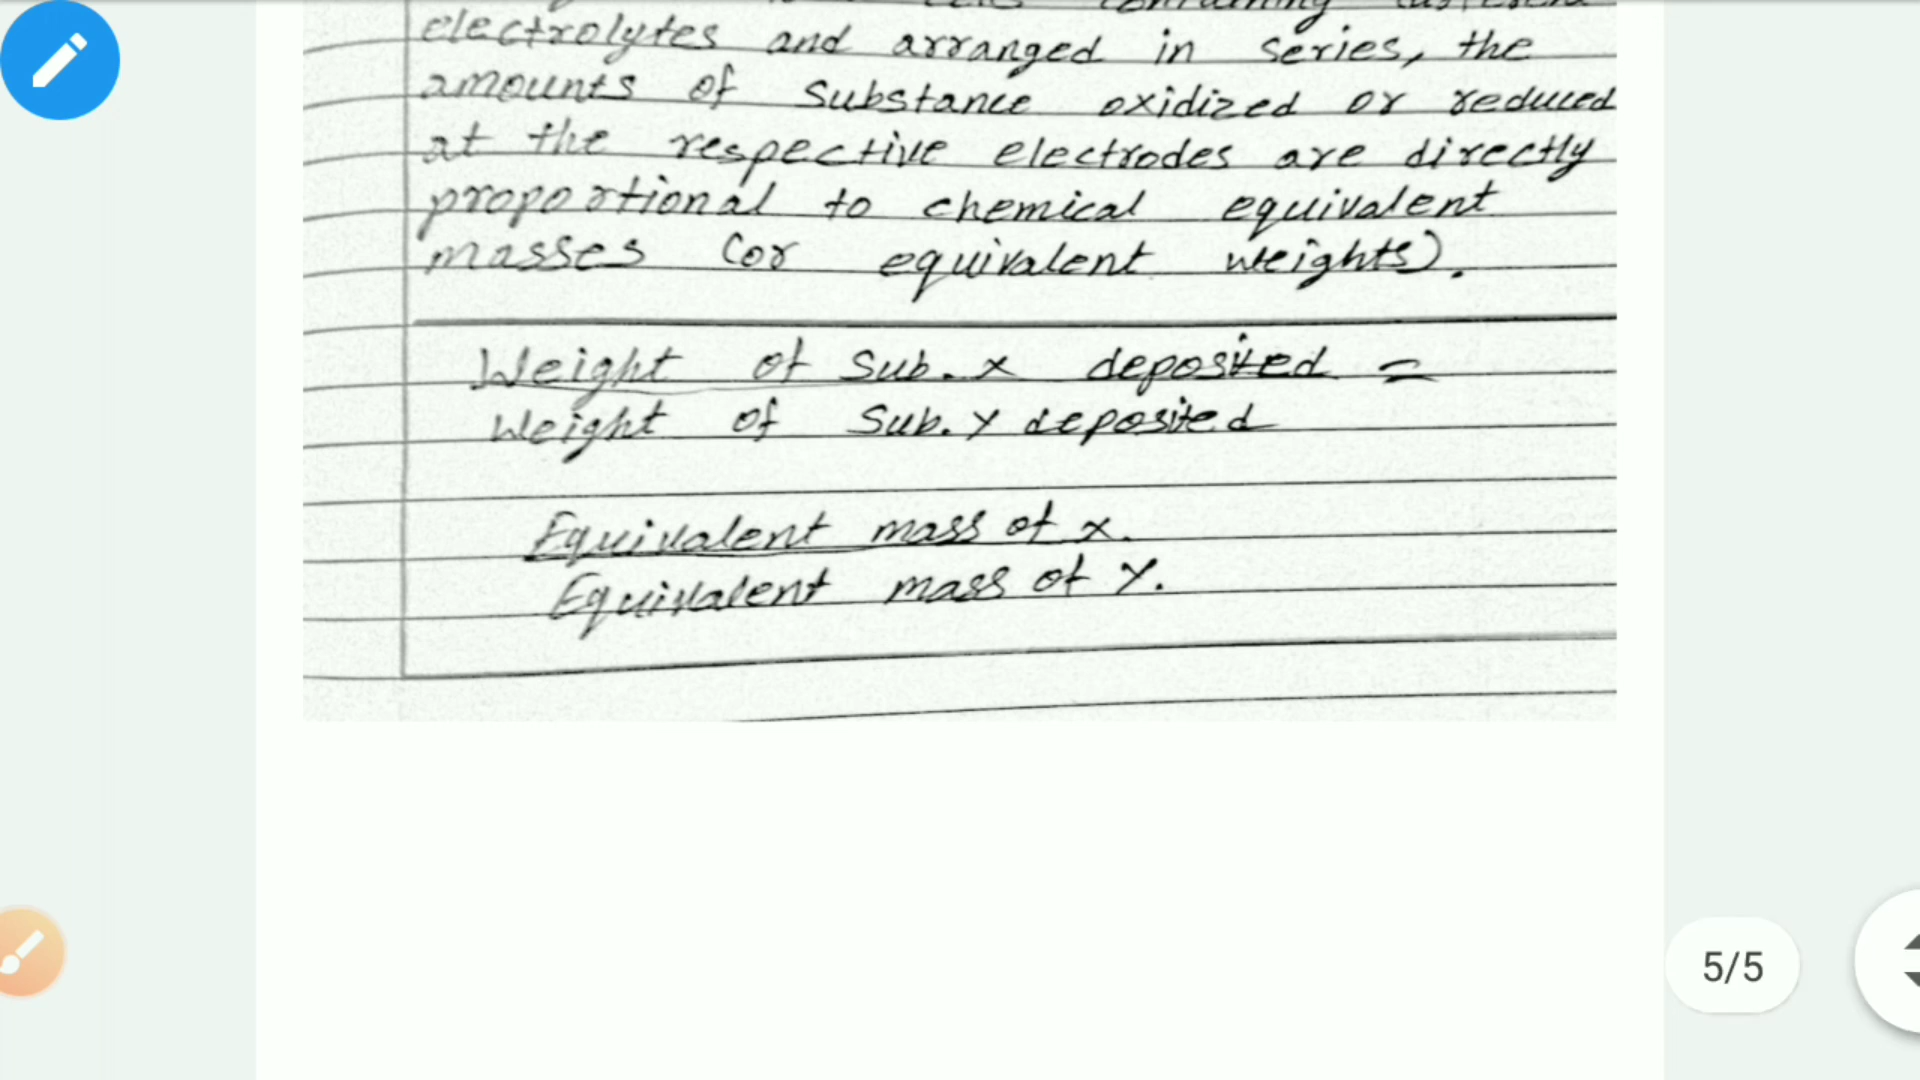 containing
electrolytes and arranged in series, the
amounts of substance oxidized or reduced
at the respective electrodes are directly
proportional to chemical equivalent
masses (or equivalent weights).
Weight of Sub. x deposited =
Weight of Sub. y deposited
Equivalent mass of x.
Equivalent mass of y.
5/5